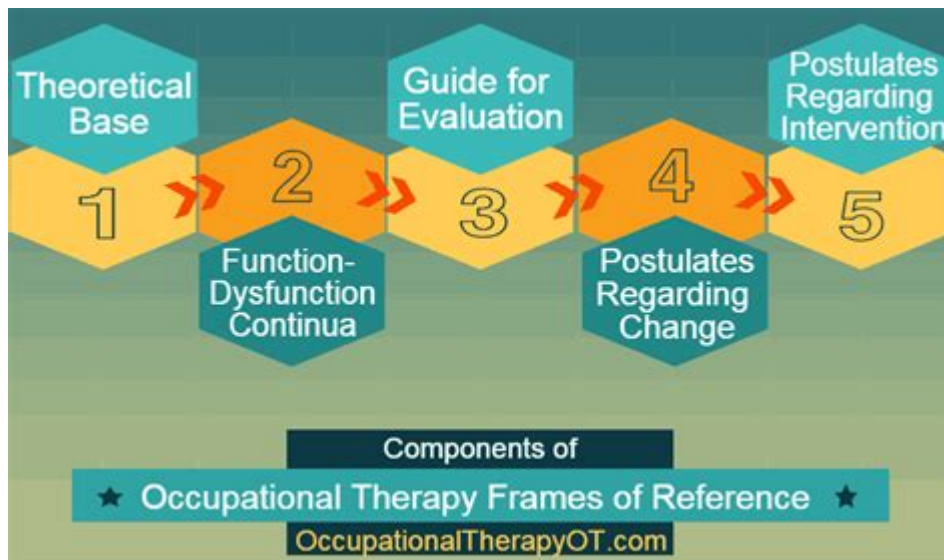 Theoretical
Base
1
2
Function-
Dysfunction
Continua
Guide for
Evaluation
3
4
Postulates
Regarding
Change
Postulates
Regarding
Intervention
5
Components of
Occupational Therapy Frames of Reference
OccupationalTherapyOT.com